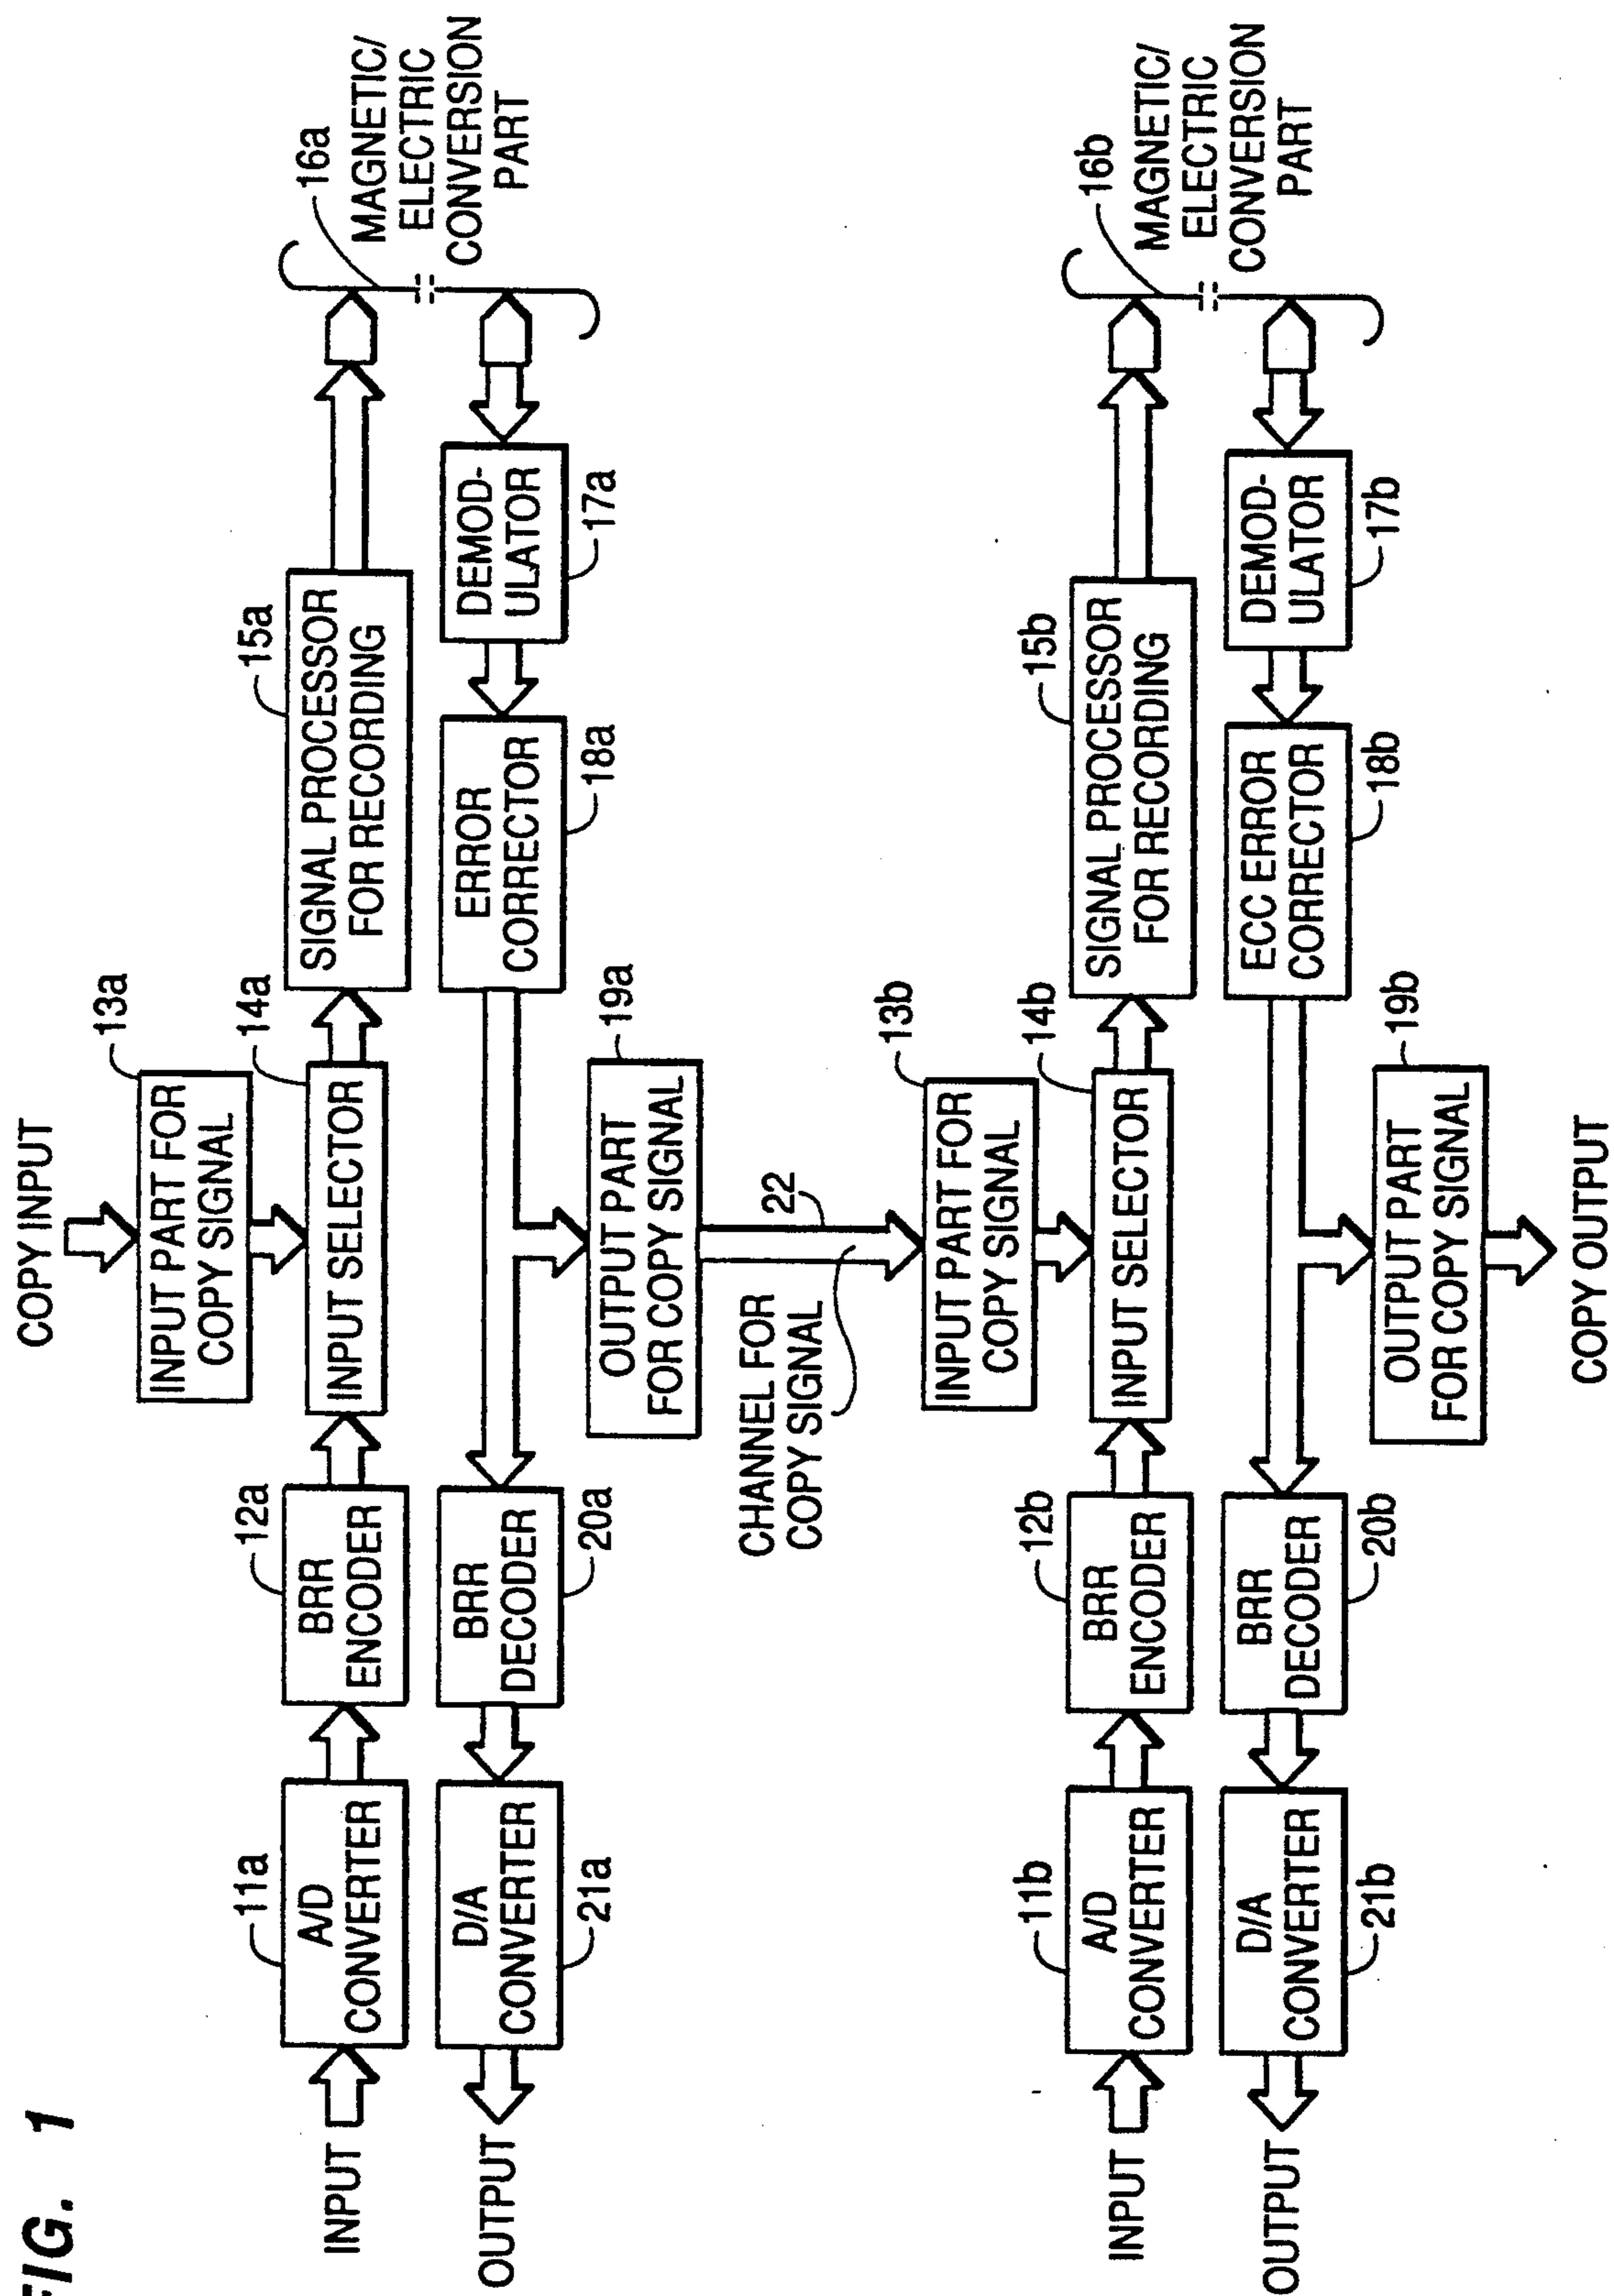 FIG. 1
COPY INPUT
13a
INPUT PART FOR
COPY SIGNAL
11a
12a
14a
15a
16a
INPUT
A/D
CONVERTER
BRR
ENCODER
INPUT SELECTOR
SIGNAL PROCESSOR
FOR RECORDING
MAGNETIC/
ELECTRIC
CONVERSION
PART
OUTPUT
D/A
CONVERTER
BRR
DECODER
ERROR
CORRECTOR
DEMOD-
ULATOR
21a
20a
18a
17a
19a
OUTPUT PART
FOR COPY SIGNAL
CHANNEL FOR
COPY SIGNAL
22
13b
INPUT PART FOR
COPY SIGNAL
11b
12b
14b
15b
16b
INPUT
A/D
CONVERTER
BRR
ENCODER
INPUT SELECTOR
SIGNAL PROCESSOR
FOR RECORDING
MAGNETIC/
ELECTRIC
CONVERSION
PART
OUTPUT
D/A
CONVERTER
BRR
DECODER
ECC ERROR
CORRECTOR
DEMOD-
ULATOR
21b
20b
18b
17b
19b
OUTPUT PART
FOR COPY SIGNAL
COPY OUTPUT